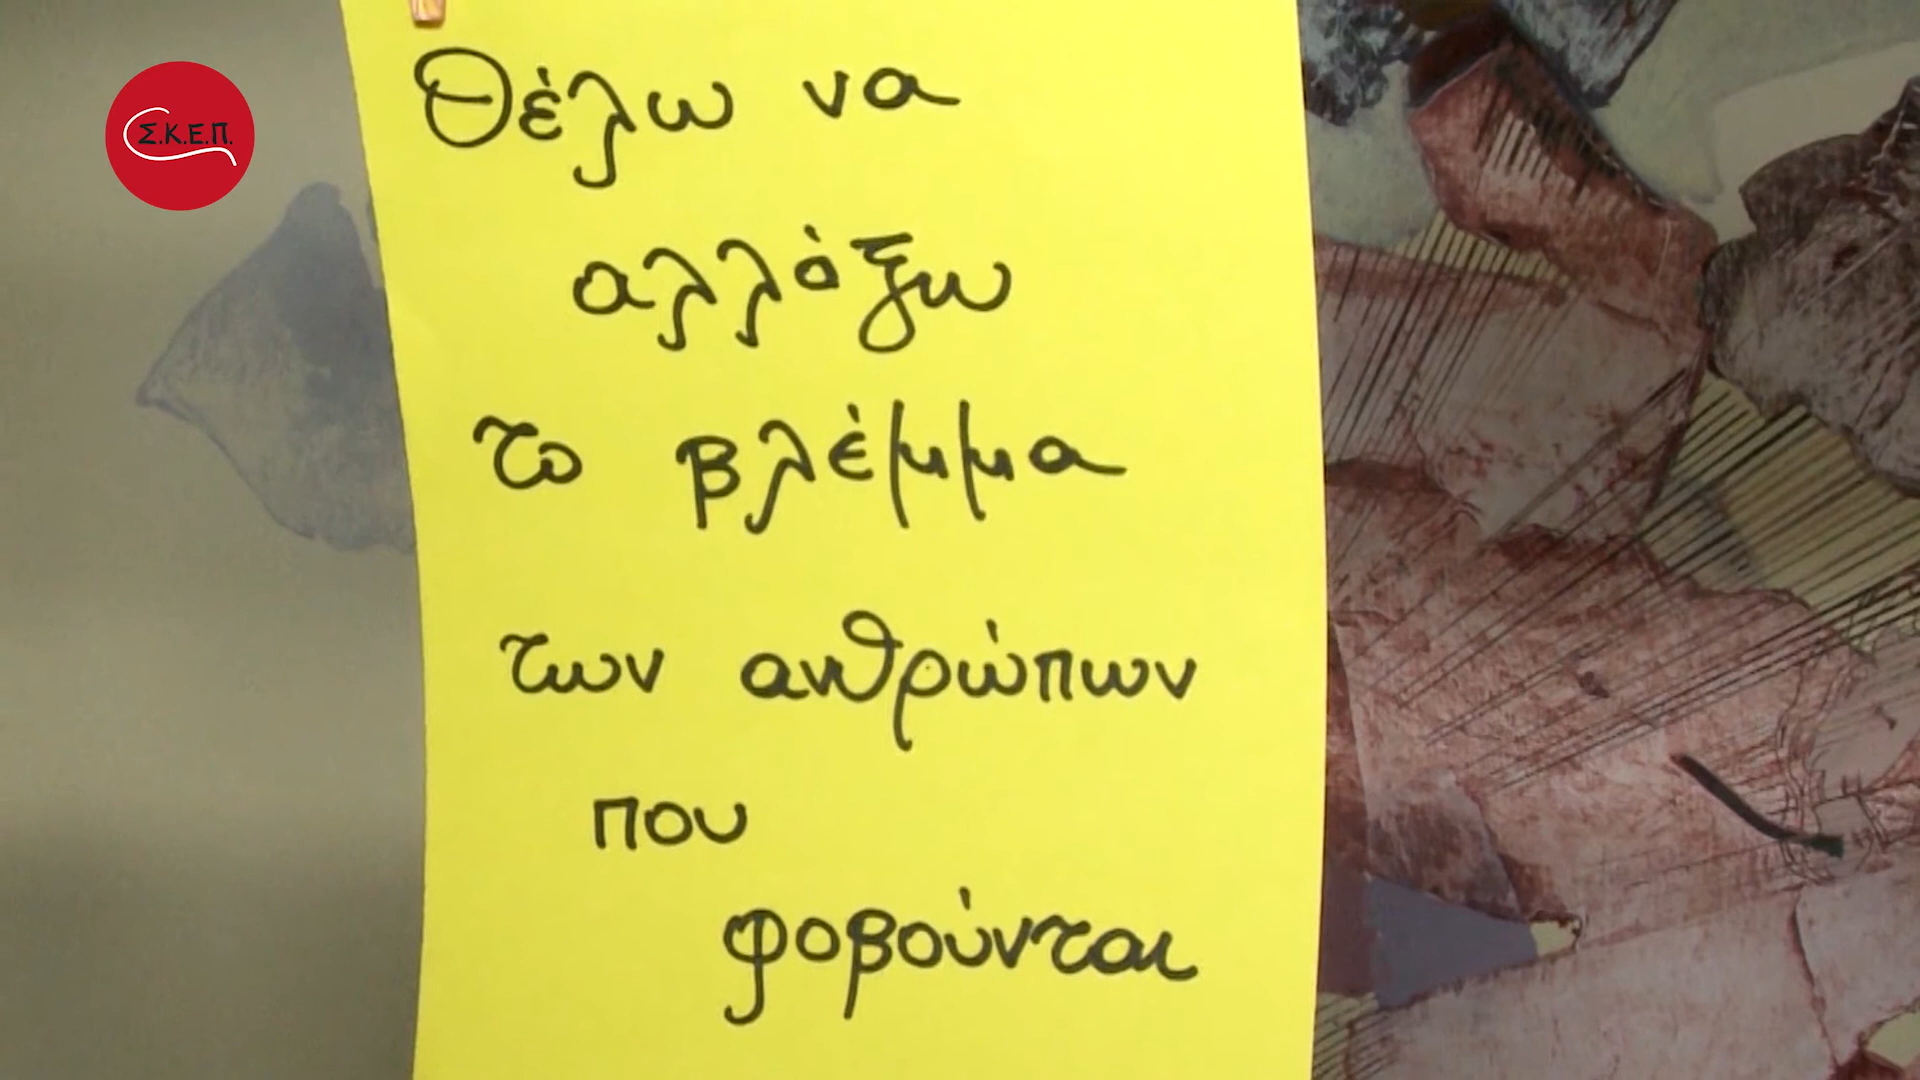 Σ.Κ.Ε.Π.
Θέλω να
αλλάξω
το βλέμμα
των ανθρώπων
που
φοβούνται